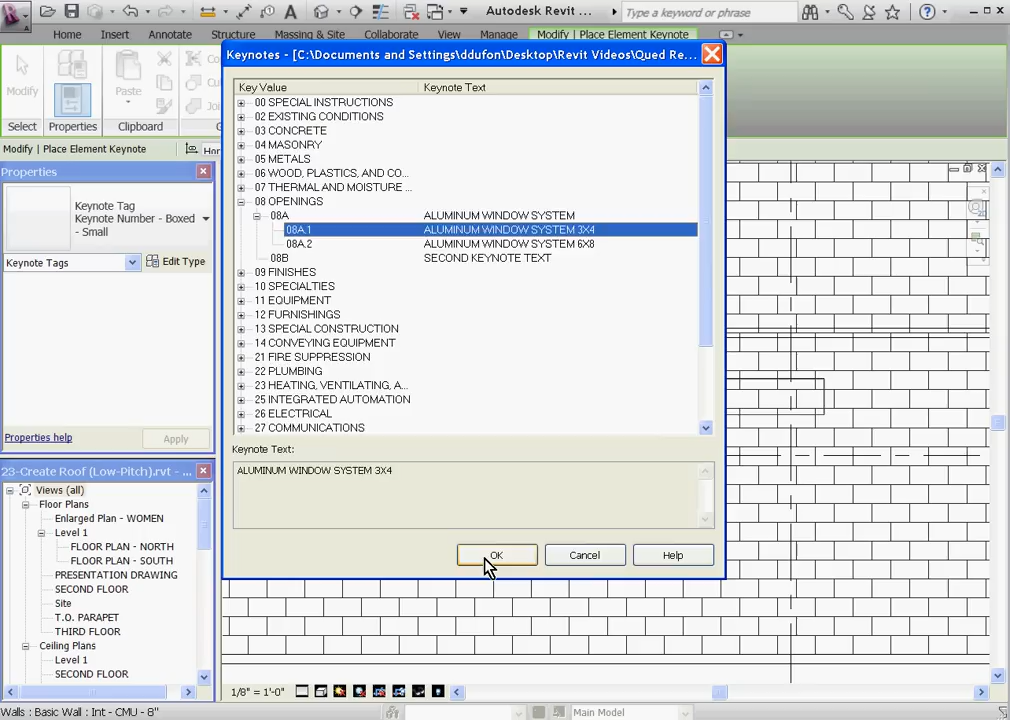 Autodesk Revit ...
Type a keyword or phrase
Home
Insert
Annotate
Structure
Massing & Site
Collaborate
View
Manage
Modify | Place Element Keynote
Modify
Properties
Paste
Select
Properties
Clipboard
Modify | Place Element Keynote
Keynotes - [C:\Documents and Settings\ddufon\Desktop\Revit Videos\Qued Re...
Key Value
Keynote Text
00 SPECIAL INSTRUCTIONS
02 EXISTING CONDITIONS
03 CONCRETE
04 MASONRY
05 METALS
06 WOOD, PLASTICS, AND CO...
07 THERMAL AND MOISTURE ...
08 OPENINGS
08A ALUMINUM WINDOW SYSTEM
08A.1 ALUMINUM WINDOW SYSTEM 3X4
08A.2 ALUMINUM WINDOW SYSTEM 6X8
08B SECOND KEYNOTE TEXT
09 FINISHES
10 SPECIALTIES
11 EQUIPMENT
12 FURNISHINGS
13 SPECIAL CONSTRUCTION
14 CONVEYING EQUIPMENT
21 FIRE SUPPRESSION
22 PLUMBING
23 HEATING, VENTILATING, A...
25 INTEGRATED AUTOMATION
26 ELECTRICAL
27 COMMUNICATIONS
Keynote Text:
ALUMINUM WINDOW SYSTEM 3X4
OK
Cancel
Help
Properties
Keynote Tag
Keynote Number - Boxed
- Small
Keynote Tags
Edit Type
Properties help
Apply
23-Create Roof (Low-Pitch).rvt - ...
Views (all)
Floor Plans
Enlarged Plan - WOMEN
Level 1
FLOOR PLAN - NORTH
FLOOR PLAN - SOUTH
PRESENTATION DRAWING
SECOND FLOOR
Site
T.O. PARAPET
THIRD FLOOR
Ceiling Plans
Level 1
SECOND FLOOR
1/8" = 1'-0"
Walls : Basic Wall : Int - CMU - 8"
Main Model